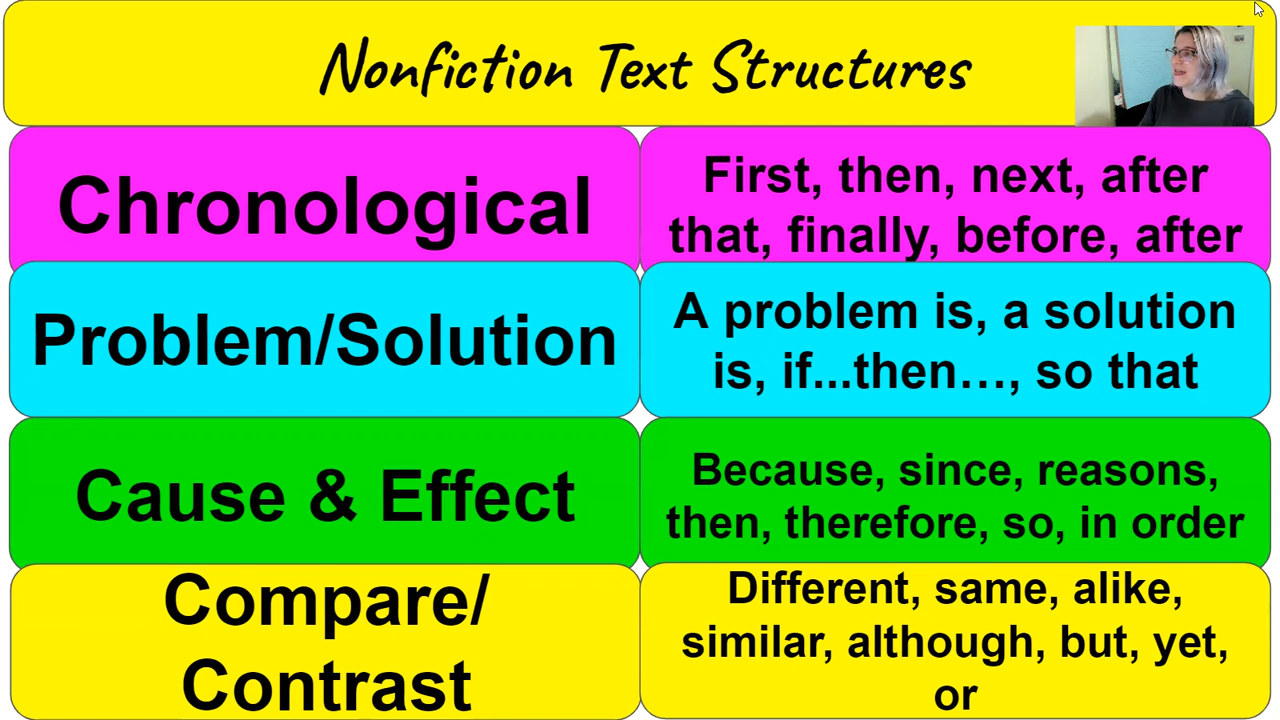 Nonfiction Text Structures
Chronological
First, then, next, after
that, finally, before, after
Problem/Solution
A problem is, a solution
is, if...then…, so that
Cause & Effect
Because, since, reasons,
then, therefore, so, in order
Compare/
Contrast
Different, same, alike,
similar, although, but, yet,
or